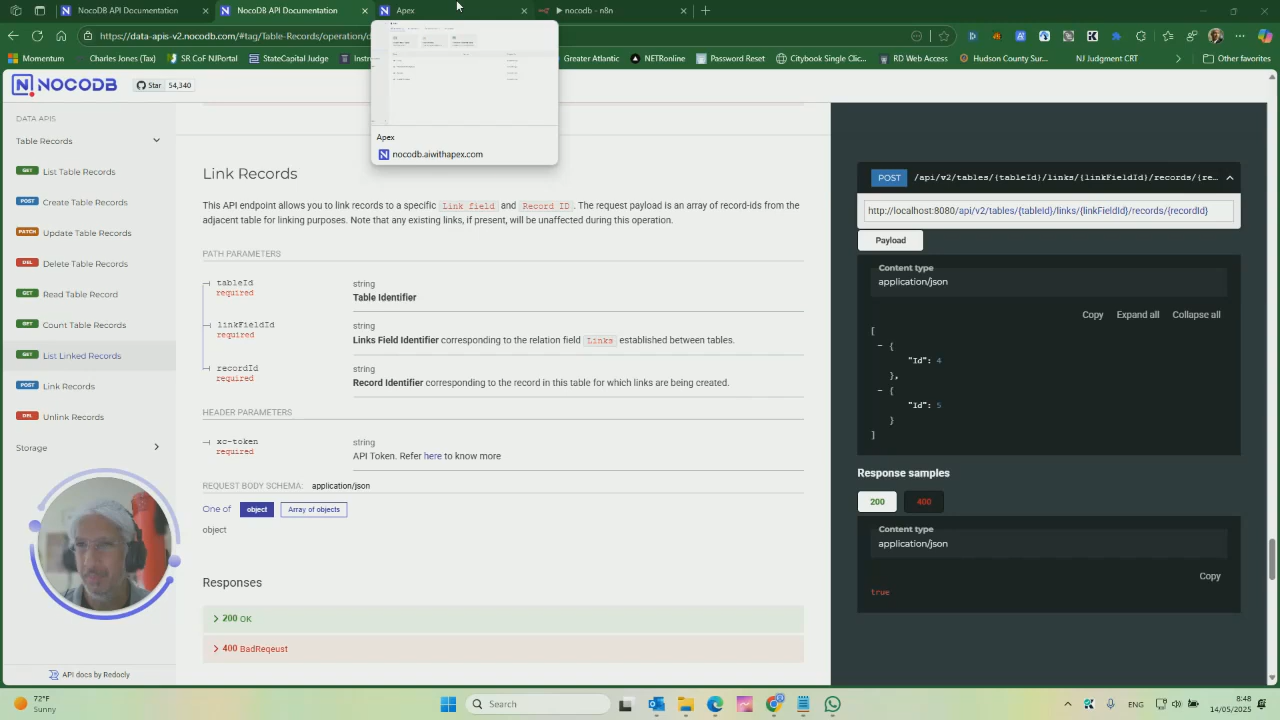 NocoDB API Documentation
NocoDB API Documentation
Apex
nocodb - n8n
https://meta-apis-v2.nocodb.com/#tag/Table-Records/operation/d
Momentum
Chatbot (Zoo)
SB CoF NPortal
StateCapital Judge
Inst
per Atlantic
NETRONIX
Password Pusher
Citybook Comple...
RD Web Access
Hudson County Sur...
NJ Judgment CRT
Other favorites
NOCODB
Star 54,340
Apex
nocodb.aiwithapex.com
DATA APIS
Table Records
GET List Table Records
POST Create Table Records
PATCH Update Table Records
DEL Delete Table Records
GET Read Table Record
GET Count Table Records
GET List Linked Records
POST Link Records
DEL Unlink Records
Storage
API docs by Redocly
Link Records
This API endpoint allows you to link records to a specific Link field and Record ID. The request payload is an array of record-ids from the
adjacent table for linking purposes. Note that any existing links, if present, will be unaffected during this operation.
PATH PARAMETERS
tableId
required
string
Table Identifier
linkFieldId
required
string
Links Field Identifier corresponding to the relation field Links established between tables.
recordId
required
string
Record Identifier corresponding to the record in this table for which links are being created.
HEADER PARAMETERS
xc-token
required
string
API Token. Refer here to know more
REQUEST BODY SCHEMA: application/json
One of object Array of objects
object
Responses
200 OK
400 BadReqeust
POST /api/v2/tables/{tableId}/links/{linkFieldId}/records/{re...
http://localhost:8080/api/v2/tables/{tableId}/links/{linkFieldId}/records/{recordId}
Payload
Content type
application/json
Copy Expand all Collapse all
[
- {
"Id": 4
},
- {
"Id": 5
}
]
Response samples
200 400
Content type
application/json
Copy
true
72°F
Sunny
Search
ENG
8:48
14/05/2025